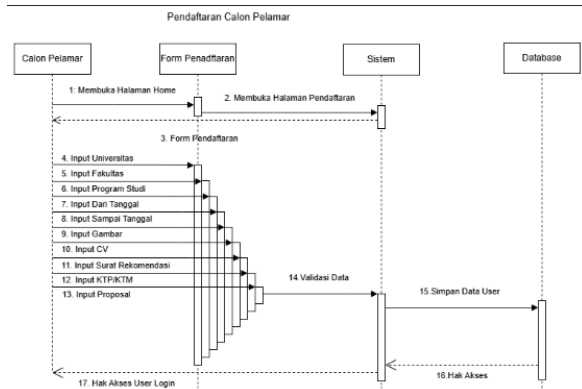 Pendaftaran Calon Pelamar
Calon Pelamar
Form Penadftaran
Sistem
Database
1: Membuka Halaman Home
2. Membuka Halaman Pendaftaran
3. Form Pendaftaran
4. Input Universitas
5. Input Fakultas
6. Input Program Studi
7. Input Dari Tanggal
8. Input Sampai Tanggal
9. Input Gambar
10. Input CV
11. Input Surat Rekomendasi
12. Input KTP/KTM
13. Input Proposal
14.Validasi Data
15.Simpan Data User
16.Hak Akses
17. Hak Akses User Login